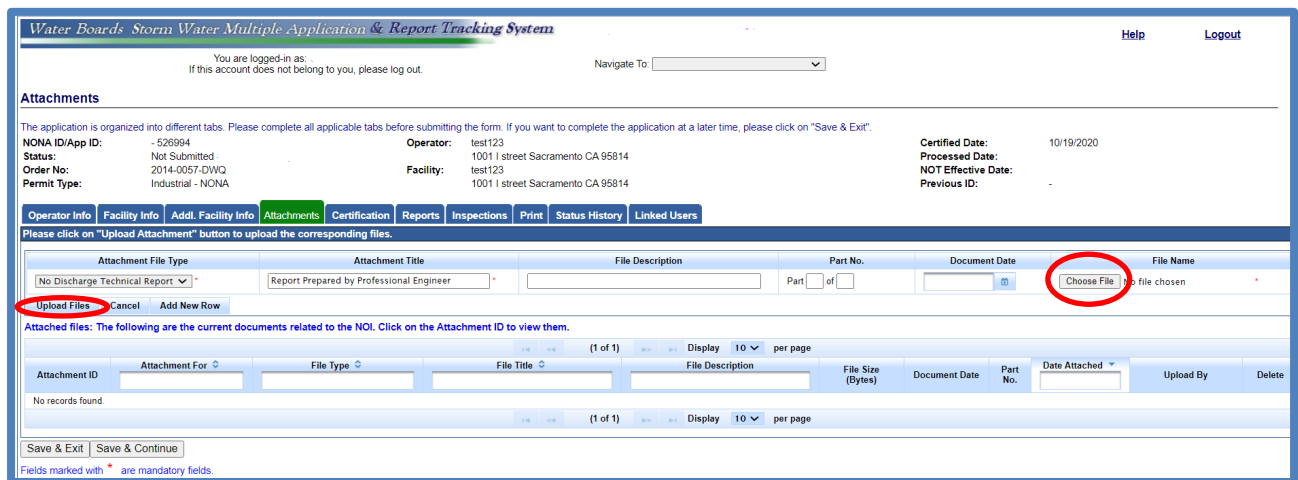 Water Boards Storm Water Multiple Application & Report Tracking System
Help Logout
You are logged-in as:
If this account does not belong to you, please log out.
Navigate To:
Attachments
The application is organized into different tabs. Please complete all applicable tabs before submitting the form. If you want to complete the application at a later time, please click on "Save & Exit".
NONA ID/App ID: - 526994 Operator: test123 Certified Date: 10/19/2020
Status: Not Submitted 1001 I street Sacramento CA 95814 Processed Date:
Order No: 2014-0057-DWQ Facility: test123 NOT Effective Date:
Permit Type: Industrial - NONA 1001 I street Sacramento CA 95814 Previous ID: -
Operator Info Facility Info Addl. Facility Info Attachments Certification Reports Inspections Print Status History Linked Users
Please click on "Upload Attachment" button to upload the corresponding files.
Attachment File Type Attachment Title File Description Part No. Document Date File Name
No Discharge Technical Report * Report Prepared by Professional Engineer * Part of Choose File No file chosen *
Upload Files Cancel Add New Row
Attached files: The following are the current documents related to the NOI. Click on the Attachment ID to view them.
(1 of 1) Display 10 per page
Attachment ID Attachment For File Type File Title File Description File Size (Bytes) Document Date Part No. Date Attached Upload By Delete
No records found.
(1 of 1) Display 10 per page
Save & Exit Save & Continue
Fields marked with * are mandatory fields.